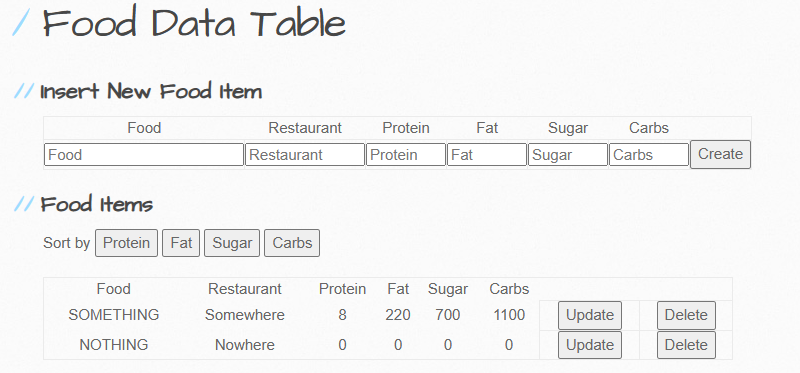 / Food Data Table
// Insert New Food Item
Food Restaurant Protein Fat Sugar Carbs
Food Restaurant Protein Fat Sugar Carbs Create
// Food Items
Sort by Protein Fat Sugar Carbs
Food Restaurant Protein Fat Sugar Carbs
SOMETHING Somewhere 8 220 700 1100 Update Delete
NOTHING Nowhere 0 0 0 0 Update Delete